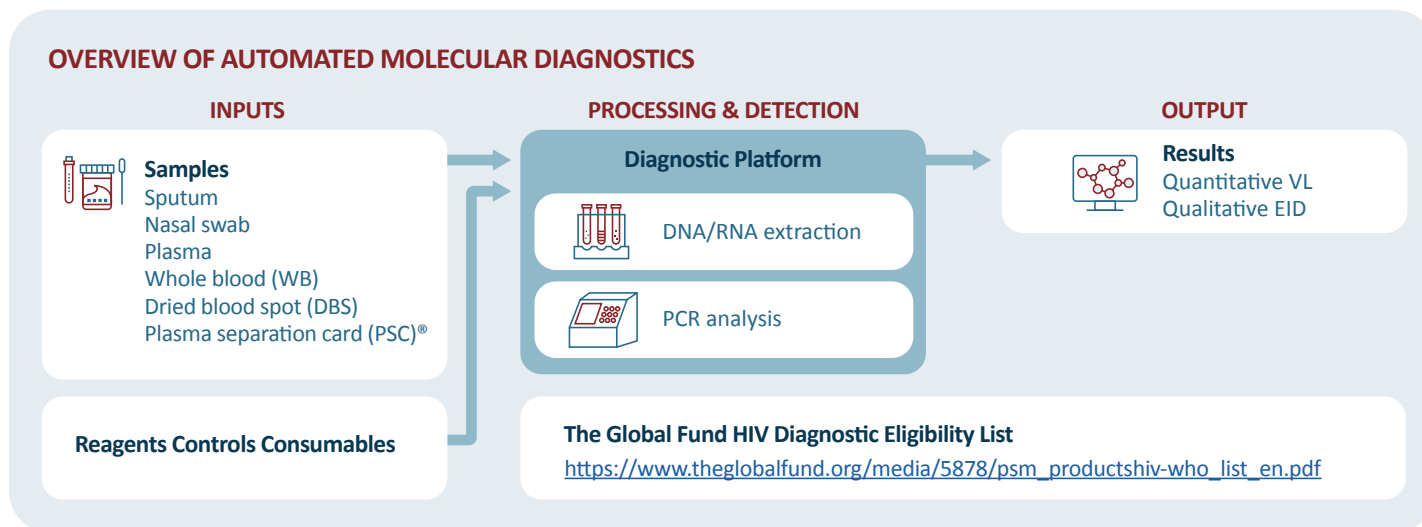 OVERVIEW OF AUTOMATED MOLECULAR DIAGNOSTICS
INPUTS
Samples
Sputum
Nasal swab
Plasma
Whole blood (WB)
Dried blood spot (DBS)
Plasma separation card (PSC)®
Reagents Controls Consumables
PROCESSING & DETECTION
Diagnostic Platform
DNA/RNA extraction
PCR analysis
OUTPUT
Results
Quantitative VL
Qualitative EID
The Global Fund HIV Diagnostic Eligibility List
https://www.theglobalfund.org/media/5878/psm_productshiv-who_list_en.pdf